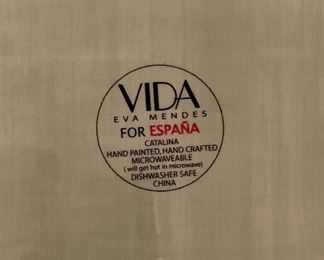 VIDA
EVA MENDES
FOR ESPAÑA
CATALINA
HAND PAINTED, HAND CRAFTED
MICROWAVEABLE
( will get hot in microwave)
DISHWASHER SAFE
CHINA